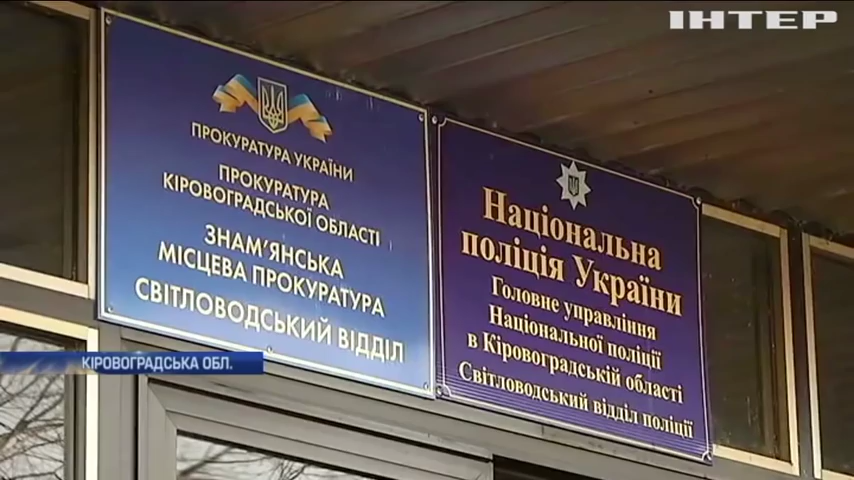 ІНТЕР
ПРОКУРАТУРА УКРАЇНИ
ПРОКУРАТУРА
КІРОВОГРАДСЬКОЇ ОБЛАСТІ
ЗНАМ'ЯНСЬКА
МІСЦЕВА ПРОКУРАТУРА
СВІТЛОВОДСЬКИЙ ВІДДІЛ
Національна
поліція України
Головне управління
Національної поліції
в Кіровоградській області
Світловодський відділ поліції
КІРОВОГРАДСЬКА ОБЛ.